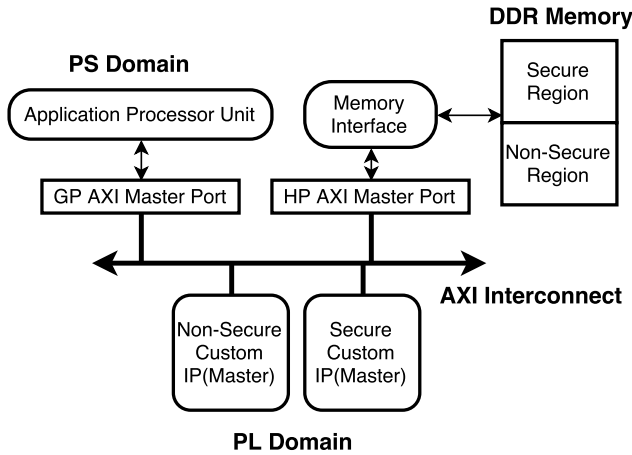 DDR Memory
PS Domain
Application Processor Unit
Memory
Interface
Secure
Region
Non-Secure
Region
GP AXI Master Port
HP AXI Master Port
AXI Interconnect
Non-Secure
Custom
IP(Master)
Secure
Custom
IP(Master)
PL Domain